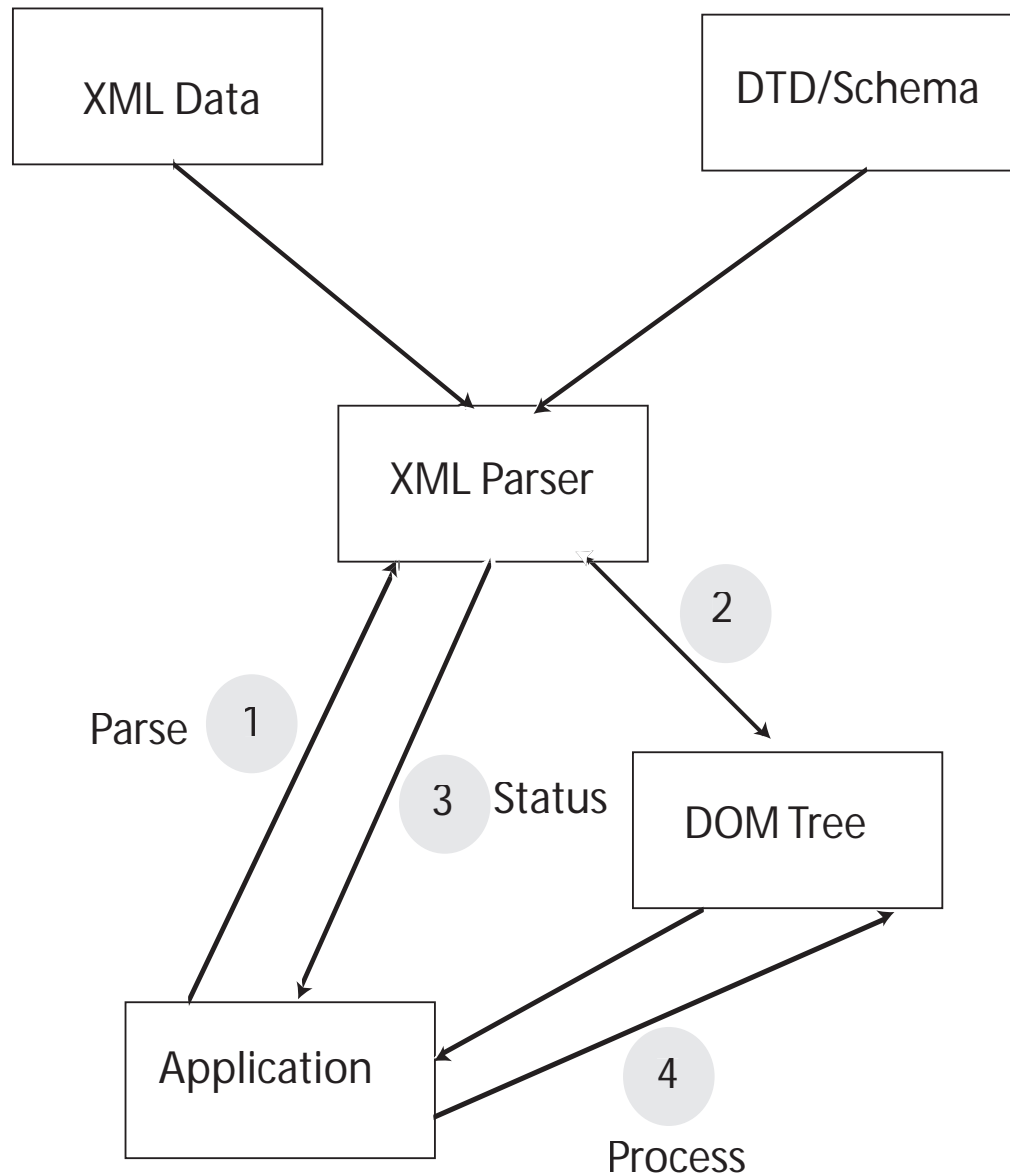 XML Data
DTD/Schema
XML Parser
2
Parse
1
3
Status
DOM Tree
Application
4
Process